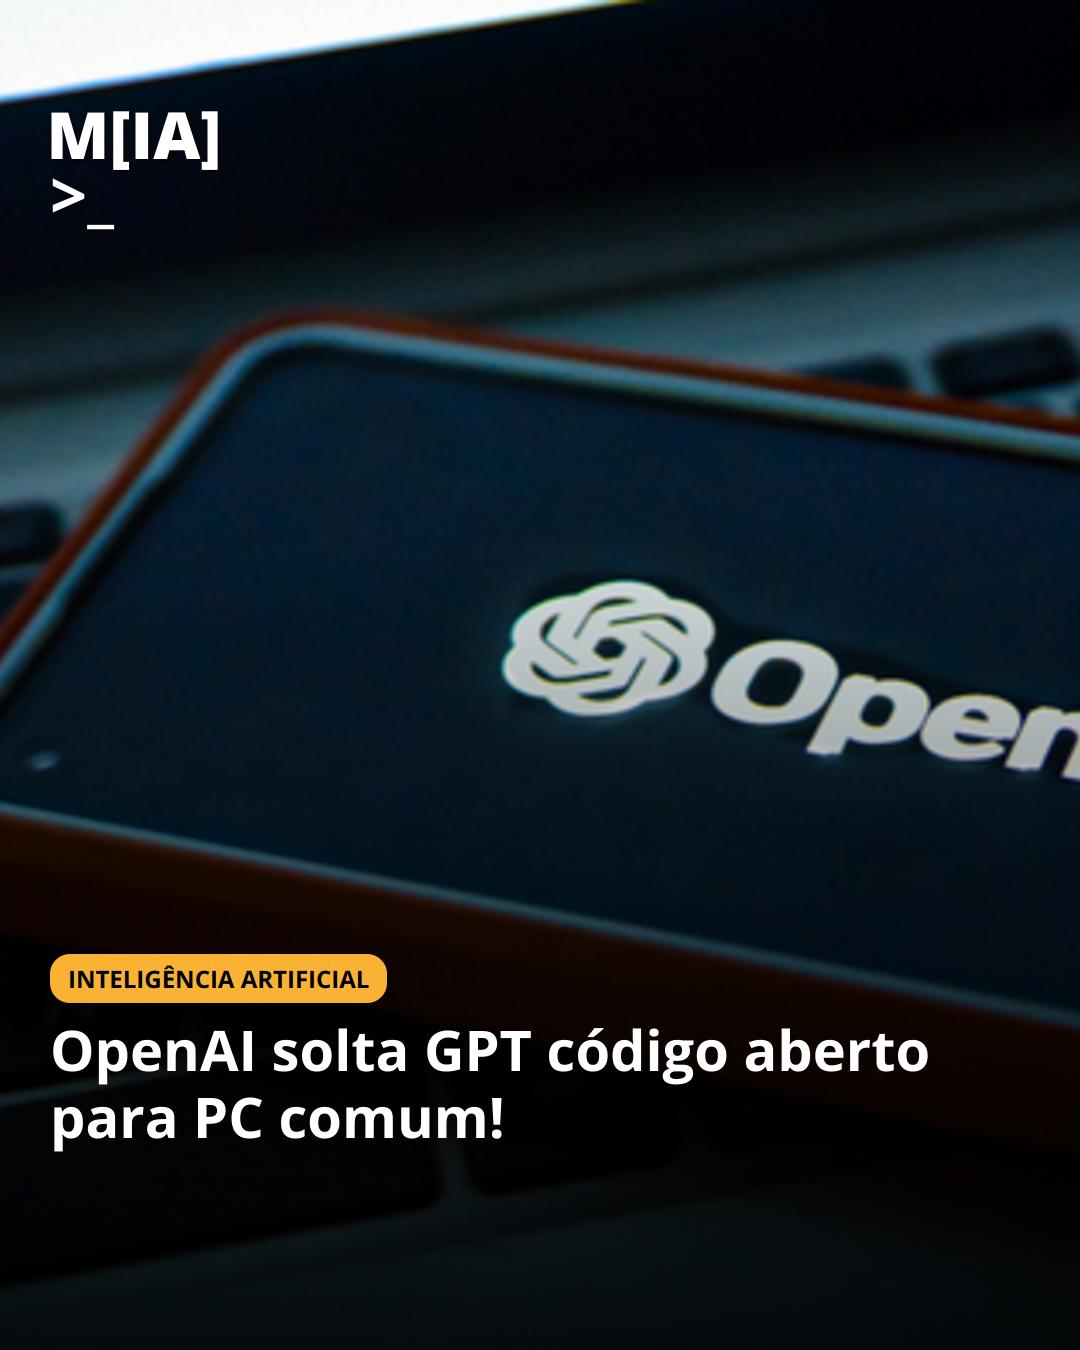 M[IA]
>_
Open
INTELIGÊNCIA ARTIFICIAL
OpenAI solta GPT código aberto
para PC comum!